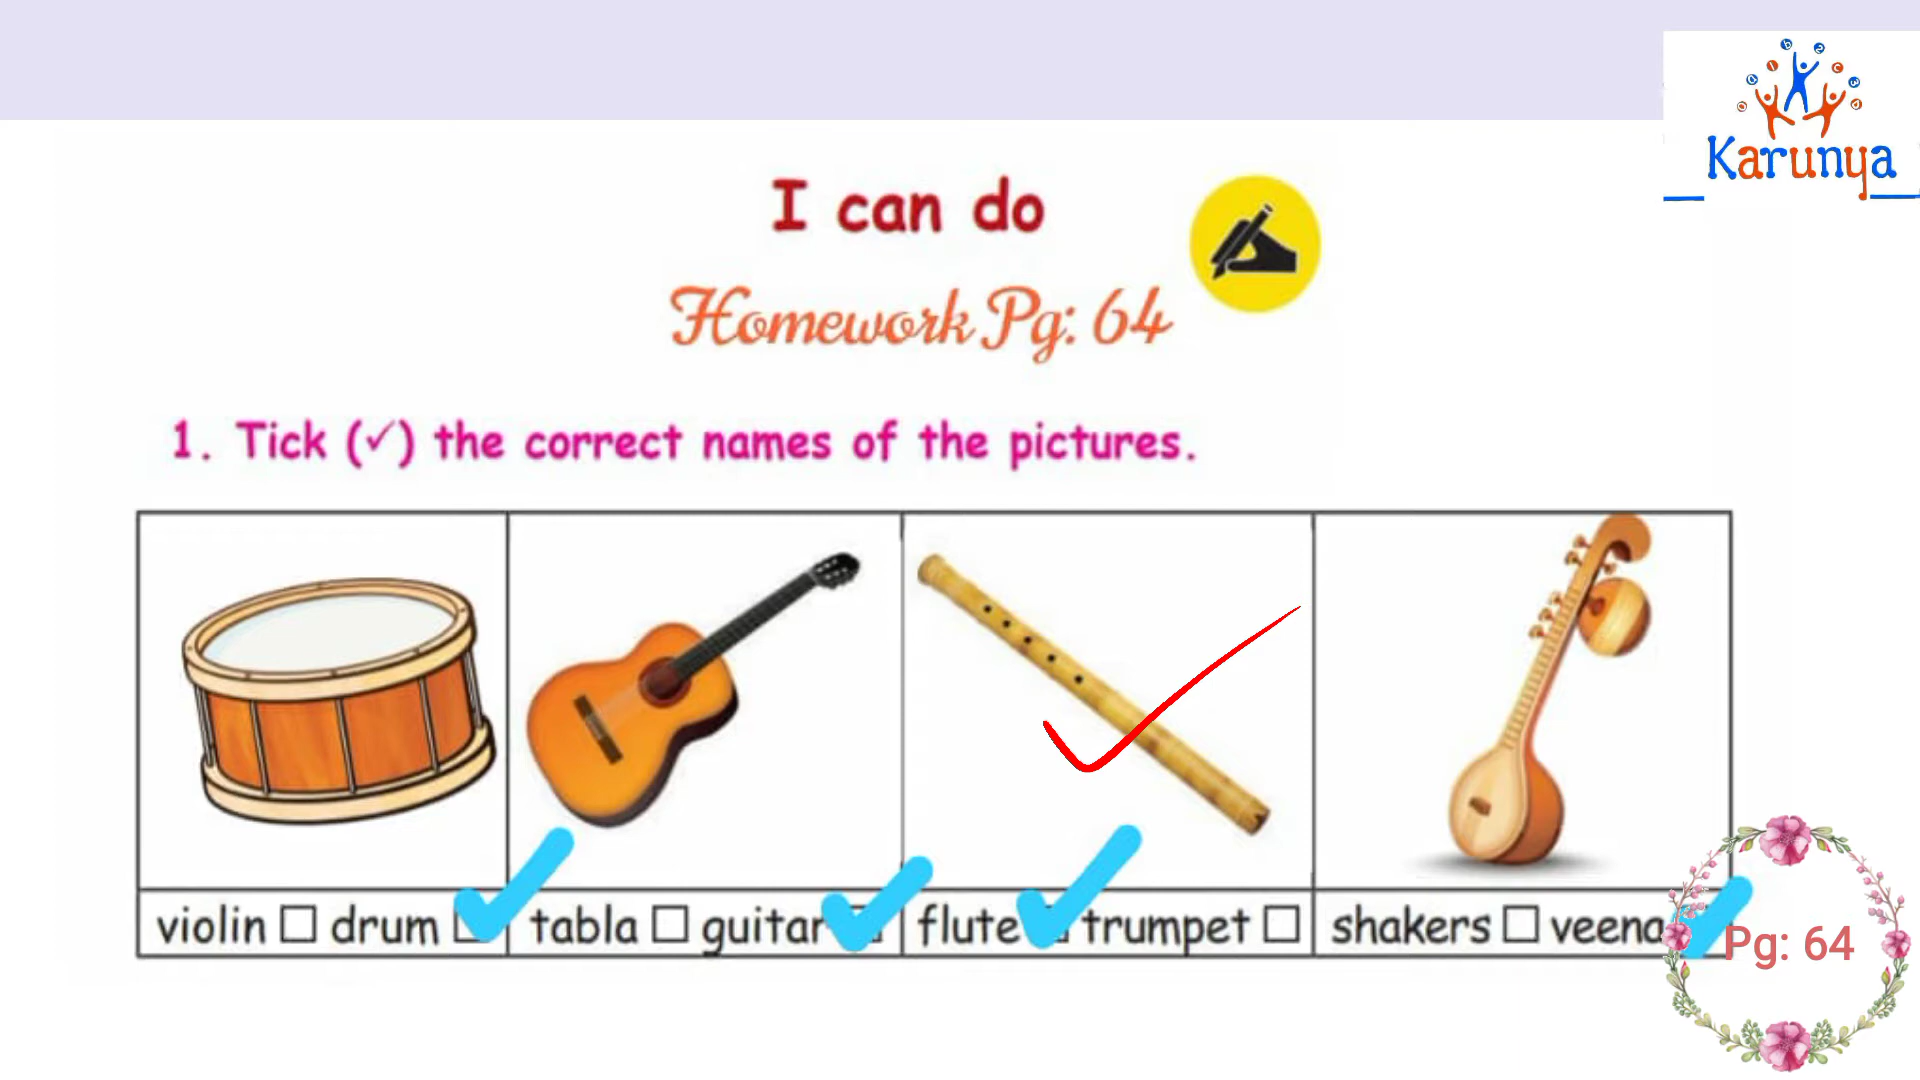 Karunya
I can do
Homework Pg: 64
1. Tick (✓) the correct names of the pictures.
violin ☐ drum ☐ tabla ☐ guitar ☐ flute ☐ trumpet ☐ shakers ☐ veena
Pg: 64